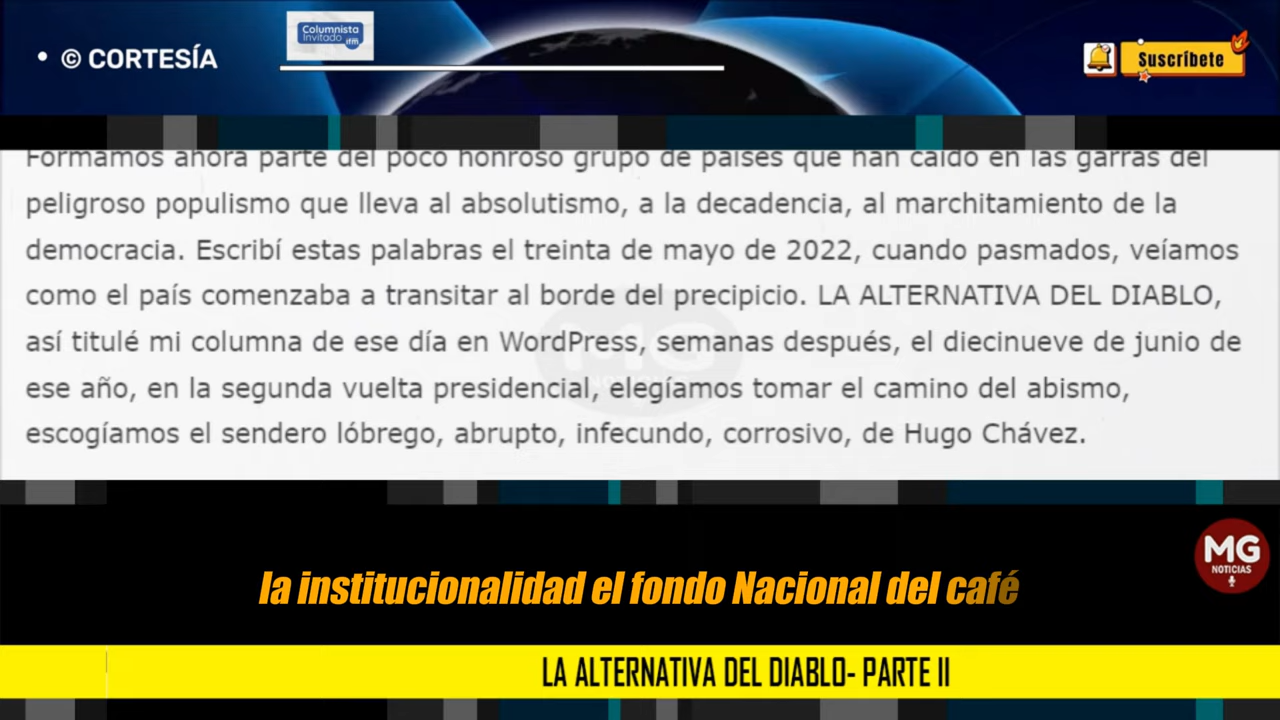 • © CORTESÍA
Columnista
Invitado
ifm
Suscríbete
Formamos ahora parte del poco honroso grupo de países que han caído en las garras del
peligroso populismo que lleva al absolutismo, a la decadencia, al marchitamiento de la
democracia. Escribí estas palabras el treinta de mayo de 2022, cuando pasmados, veíamos
como el país comenzaba a transitar al borde del precipicio. LA ALTERNATIVA DEL DIABLO,
así titulé mi columna de ese día en WordPress, semanas después, el diecinueve de junio de
ese año, en la segunda vuelta presidencial, elegíamos tomar el camino del abismo,
escogíamos el sendero lóbrego, abrupto, infecundo, corrosivo, de Hugo Chávez.
MG
NOTICIAS
la institucionalidad el fondo Nacional del café
LA ALTERNATIVA DEL DIABLO- PARTE II